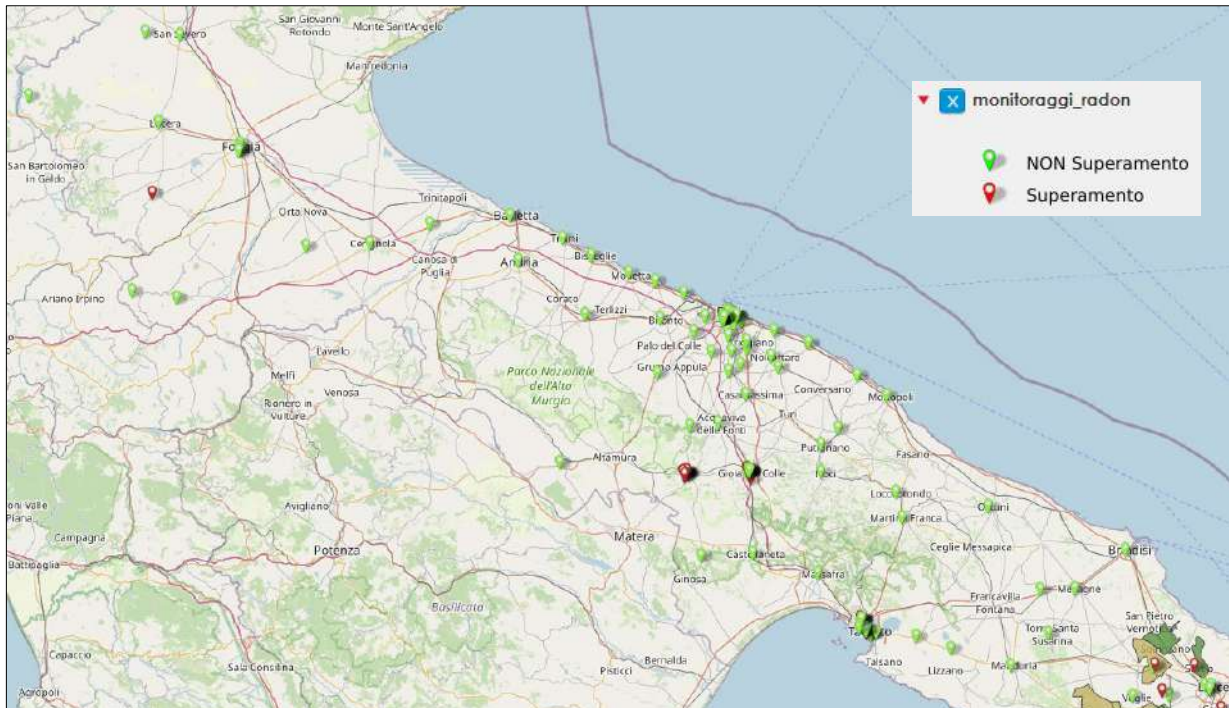 San Giovanni
Rotondo
Monte Sant'Angelo
San Severo
Manfredonia
monitoraggi_radon
NON Superamento
Superamento
Lucera
Foggia
San Bartolomeo
in Galdo
Trinitapoli
Orta Nova
Barletta
Cerignola
Trani
Bisceglie
Canosa di
Puglia
Andria
Molfetta
Ariano Irpino
Corato
Terlizzi
Bitonto
Palo del Colle
Triggiano
Noicattaro
Lavello
Grumo Appula
Melfi
Parco Nazionale
dell'Alta
Murgia
Venosa
Rionero in
Vulture
Conversano
Casamassima
Monopoli
Acquaviva
delle Fonti
Turi
Putignano
Fasano
Altamura
Gioia del Colle
Noci
Locorotondo
Avigliano
Martina Franca
Ostuni
Campagna
Matera
Potenza
Ceglie Messapica
Brindisi
Battipaglia
Castellaneta
Ginosa
Massafra
Francavilla
Fontana
Mesagne
Basilicata
San Pietro
Vernotico
Taranto
Torre Santa
Susanna
Capaccio
Sala Consilina
Bernalda
Talsano
Lizzano
Manduria
Pisticci
Agropoli
Veglie
Lecce